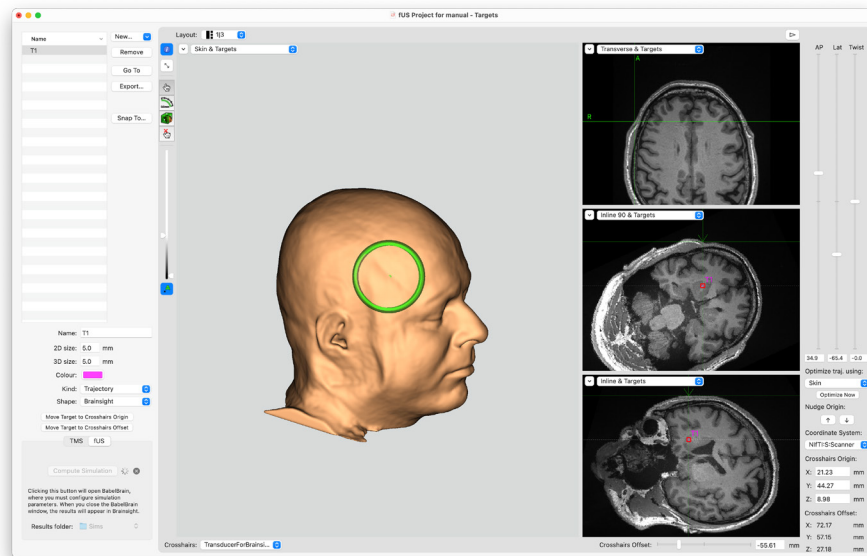 fUS Project for manual - Targets
Name
T1
New...
Remove
Go To
Export...
Snap To...
Name: T1
2D size: 5.0 mm
3D size: 5.0 mm
Colour:
Kind: Trajectory
Shape: Brainsight
Move Target to Crosshairs Origin
Move Target to Crosshairs Offset
TMS fUS
Compute Simulation
Clicking this button will open BabelBrain,
where you must configure simulation
parameters. When you close the BabelBrain
window, the results will appear in Brainsight.
Results folder: Sims
Layout: 1|3
Skin & Targets
Crosshairs: TransducerForBrainsi...
Transverse & Targets
A
R
Inline 90 & Targets
Inline & Targets
Crosshairs Offset: -55.61 mm
AP Lat Twist
34.9 -65.4 -0.0
Optimize traj. using:
Skin
Optimize Now
Nudge Origin:
Coordinate System:
NIfTI:S:Scanner
Crosshairs Origin:
X: 21.23 mm
Y: 44.27 mm
Z: 8.98 mm
Crosshairs Offset:
X: 72.17 mm
Y: 57.15 mm
Z: 27.18 mm